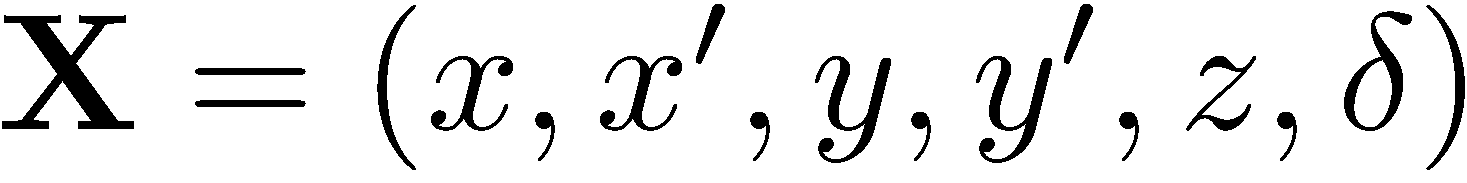 X = (x, x′, y, y′, z, δ)